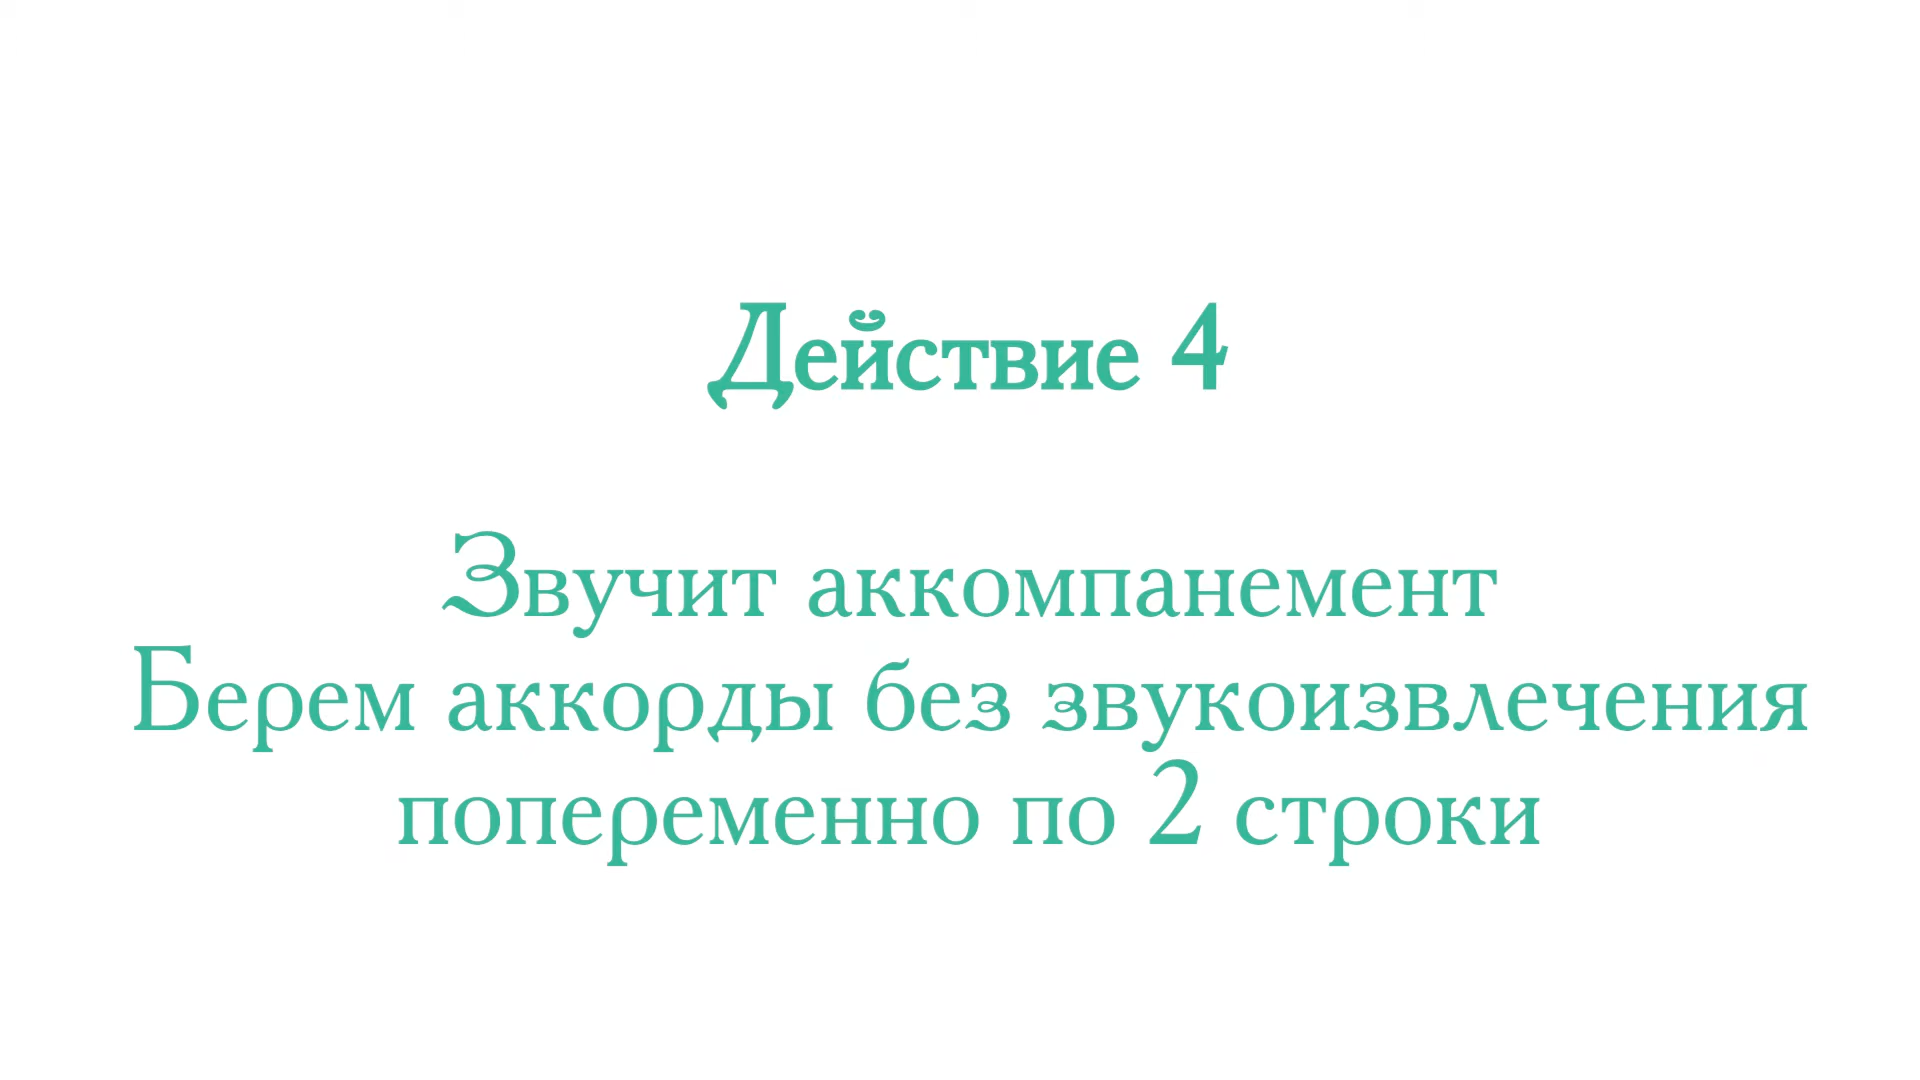 Действие 4
Звучит аккомпанемент
Берем аккорды без звукоизвлечения
попеременно по 2 строки